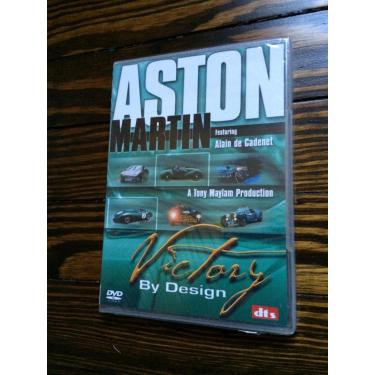 ASTON
MARTIN
featuring
Alain de Cadenet
A Tony Maylam Production
Victory
By Design
DVD
dts